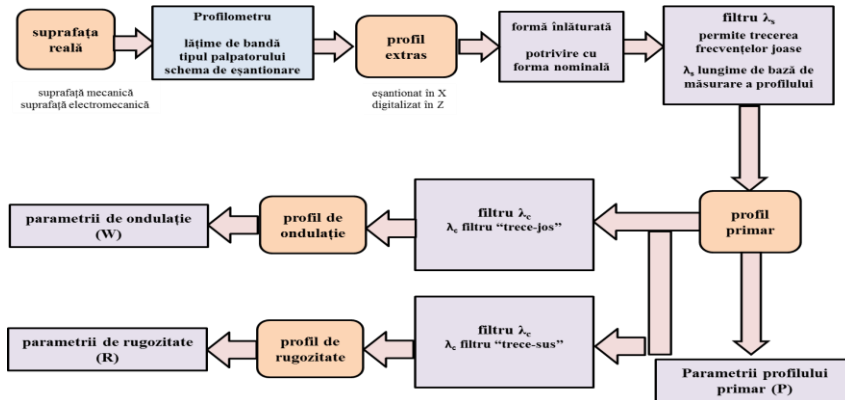 suprafața
reală
Profilometru
lățime de bandă
tipul palpatorului
schema de eșantionare
profil
extras
formă înlăturată
potrivire cu
forma nominală
filtru λs
permite trecerea
frecvențelor joase
λs lungime de bază de
măsurare a profilului
suprafață mecanică
suprafață electromecanică
eșantionat în X
digitalizat în Z
parametrii de ondulație
(W)
profil de
ondulație
filtru λc
λc filtru “trece-jos”
profil
primar
parametrii de rugozitate
(R)
profil de
rugozitate
filtru λc
λc filtru “trece-sus”
Parametrii profilului
primar (P)